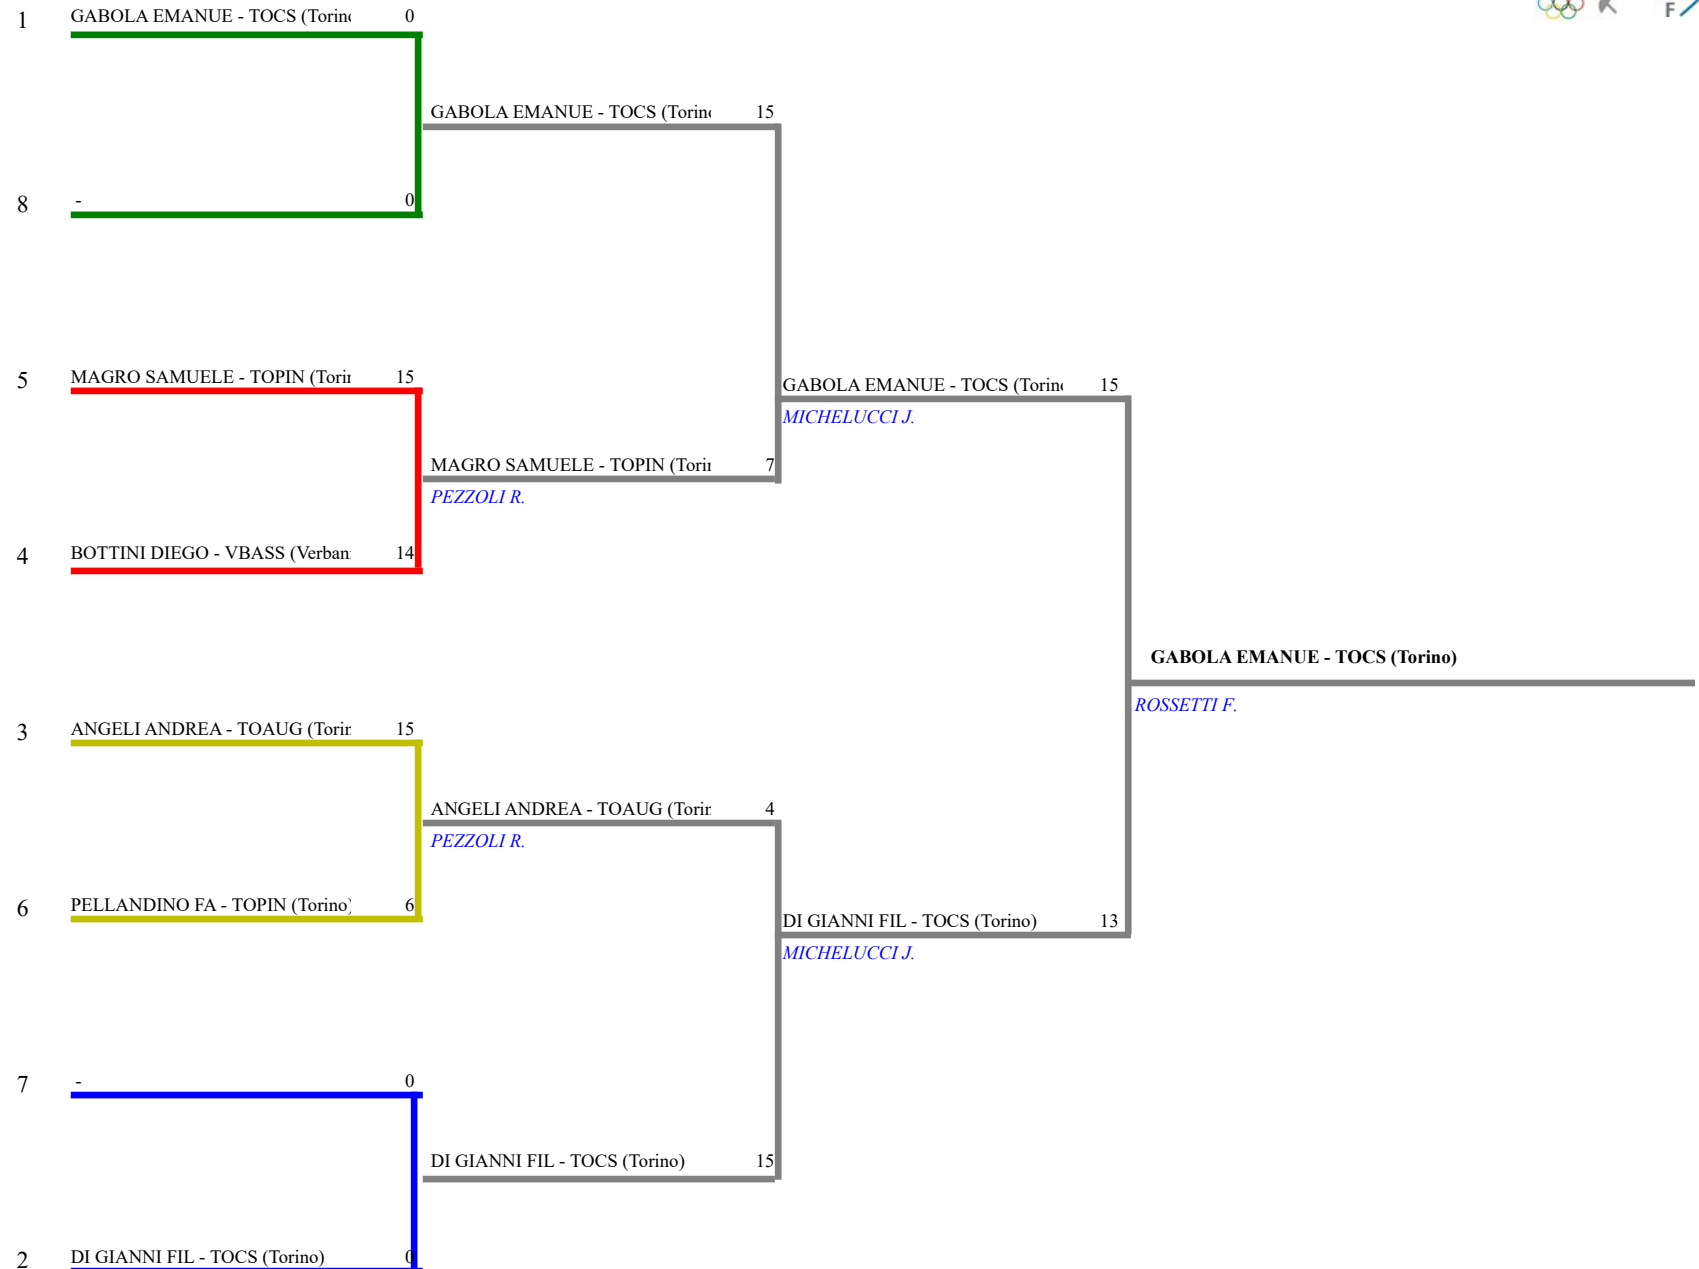 1 GABOLA EMANUE - TOCS (Torino 0
GABOLA EMANUE - TOCS (Torino 15
8 - 0
5 MAGRO SAMUELE - TOPIN (Torin 15
GABOLA EMANUE - TOCS (Torino 15
MICHELUCCI J.
MAGRO SAMUELE - TOPIN (Torin 7
PEZZOLI R.
4 BOTTINI DIEGO - VBASS (Verban 14
GABOLA EMANUE - TOCS (Torino)
ROSSETTI F.
3 ANGELI ANDREA - TOAUG (Torin 15
ANGELI ANDREA - TOAUG (Torin 4
PEZZOLI R.
6 PELLANDINO FA - TOPIN (Torino) 6
DI GIANNI FIL - TOCS (Torino) 13
MICHELUCCI J.
7 - 0
DI GIANNI FIL - TOCS (Torino) 15
2 DI GIANNI FIL - TOCS (Torino) 0
F